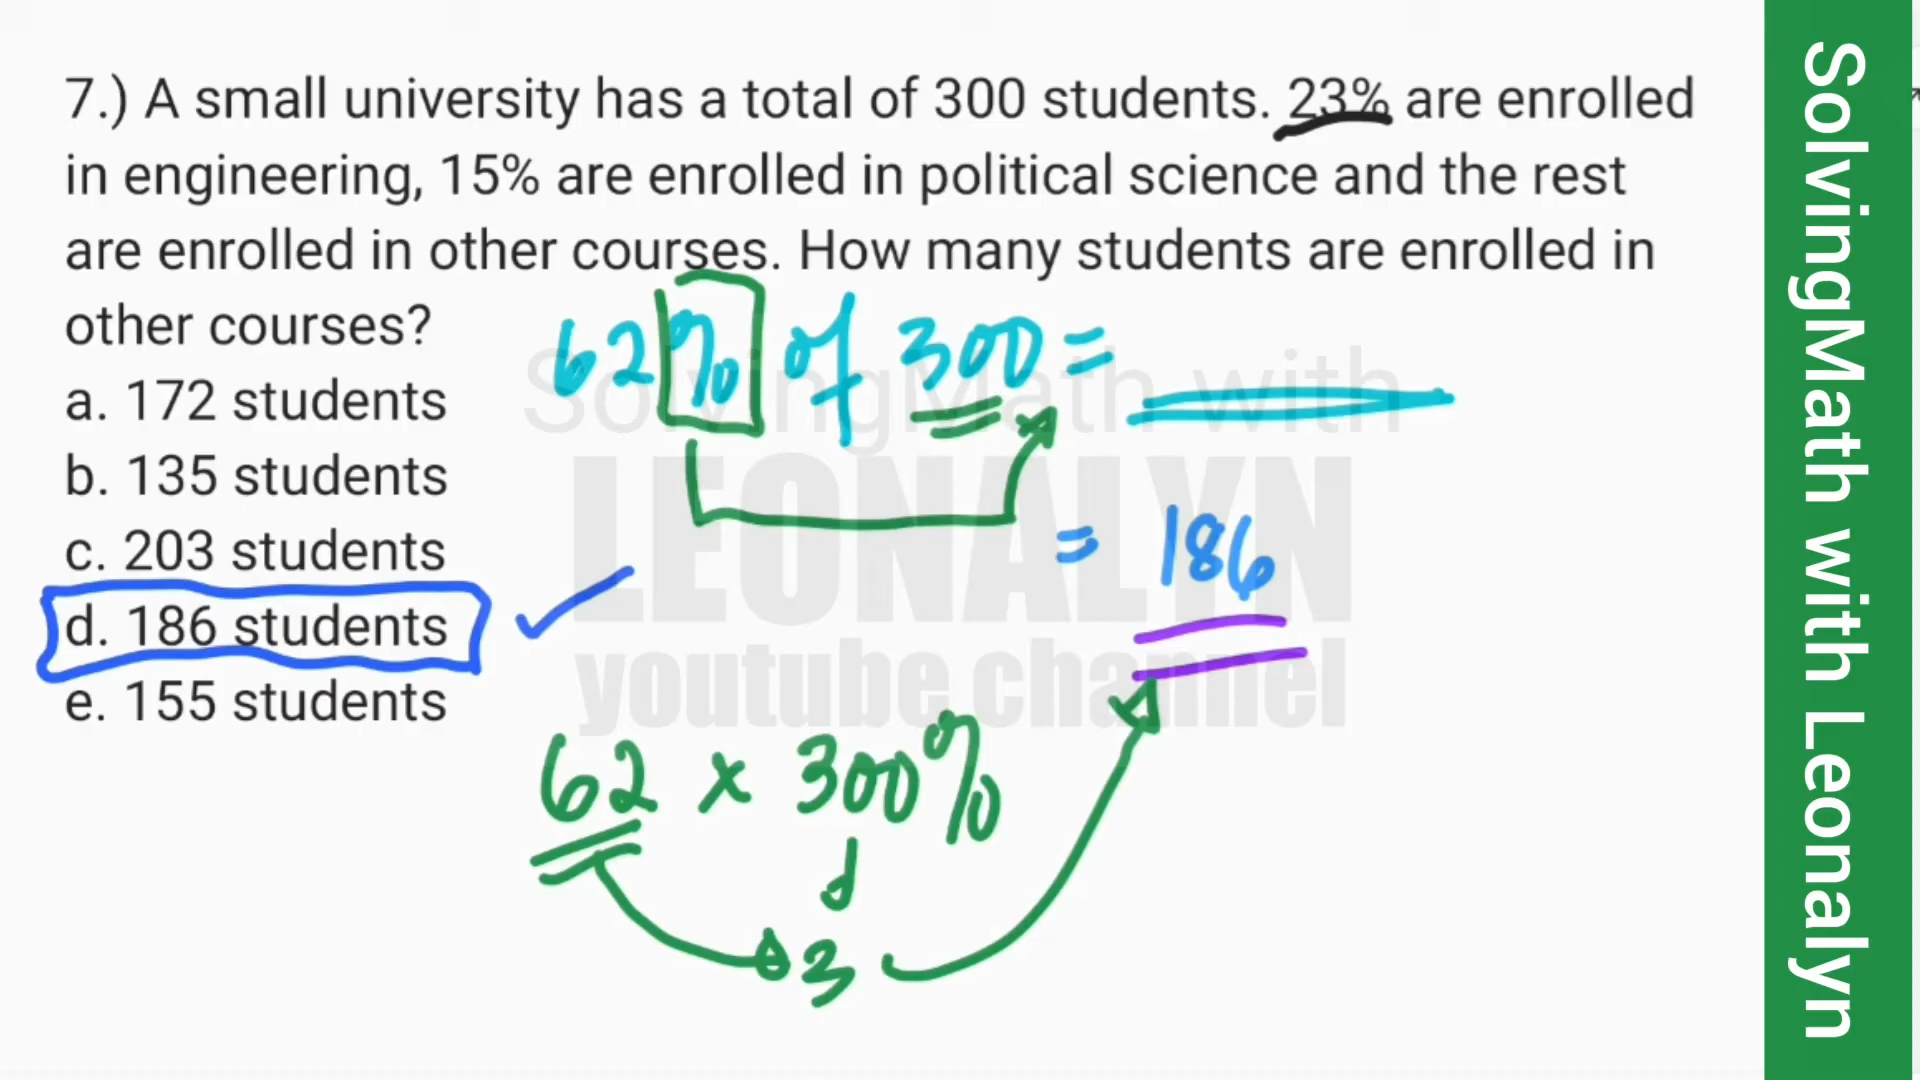 7.) A small university has a total of 300 students. 23% are enrolled
in engineering, 15% are enrolled in political science and the rest
are enrolled in other courses. How many students are enrolled in
other courses?
62% of 300 =
a. 172 students
b. 135 students
c. 203 students
= 186
d. 186 students
e. 155 students
62 x 300%
3
SolvingMath with
LEONALYN
youtube channel
SolvingMath with Leonalyn